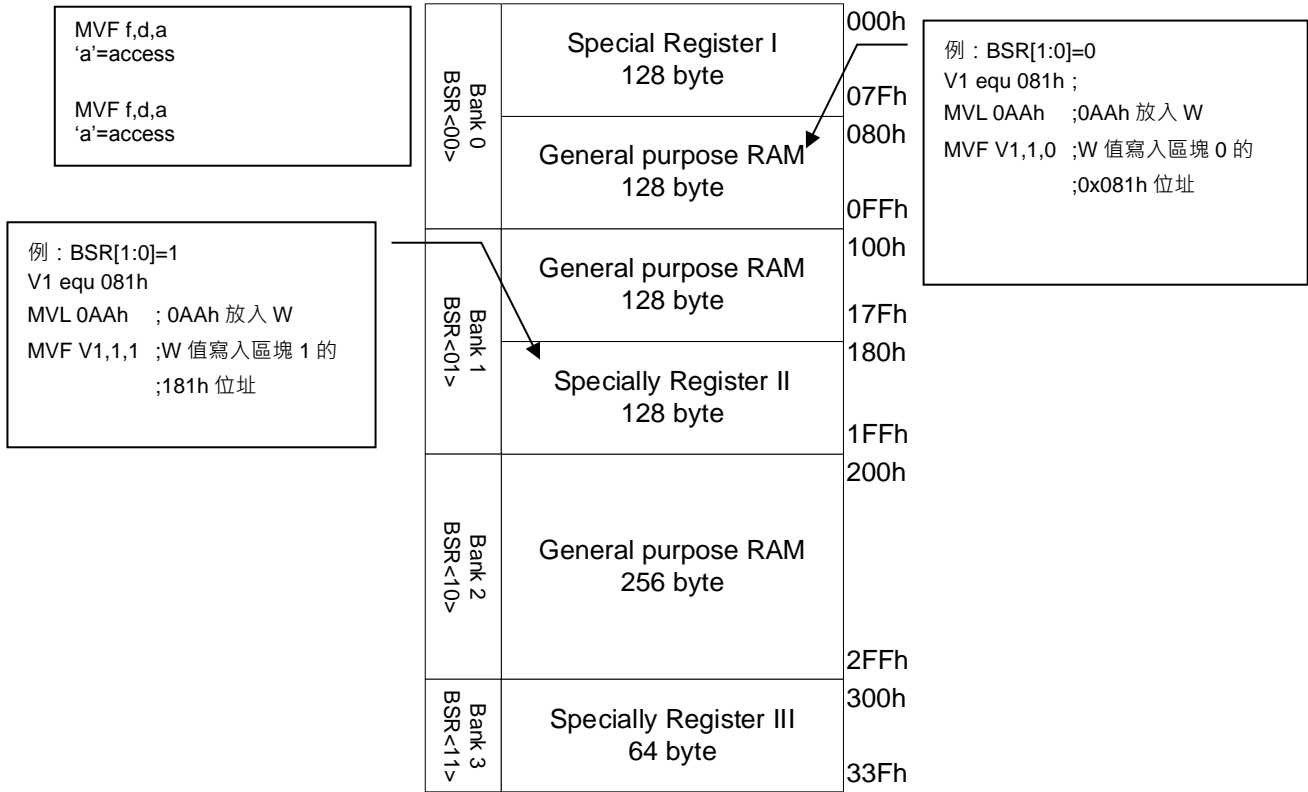 MVF f,d,a
‘a’=access
MVF f,d,a
‘a’=access
例：BSR[1:0]=1
V1 equ 081h
MVL 0AAh ; 0AAh 放入 W
MVF V1,1,1 ;W 值寫入區塊 1 的
;181h 位址
Bank 0
BSR<00>
Special Register I
128 byte
000h
07Fh
General purpose RAM
128 byte
080h
0FFh
Bank 1
BSR<01>
General purpose RAM
128 byte
100h
17Fh
Specially Register II
128 byte
180h
1FFh
Bank 2
BSR<10>
General purpose RAM
256 byte
200h
2FFh
Bank 3
BSR<11>
Specially Register III
64 byte
300h
33Fh
例：BSR[1:0]=0
V1 equ 081h ;
MVL 0AAh ;0AAh 放入 W
MVF V1,1,0 ;W 值寫入區塊 0 的
;0x081h 位址